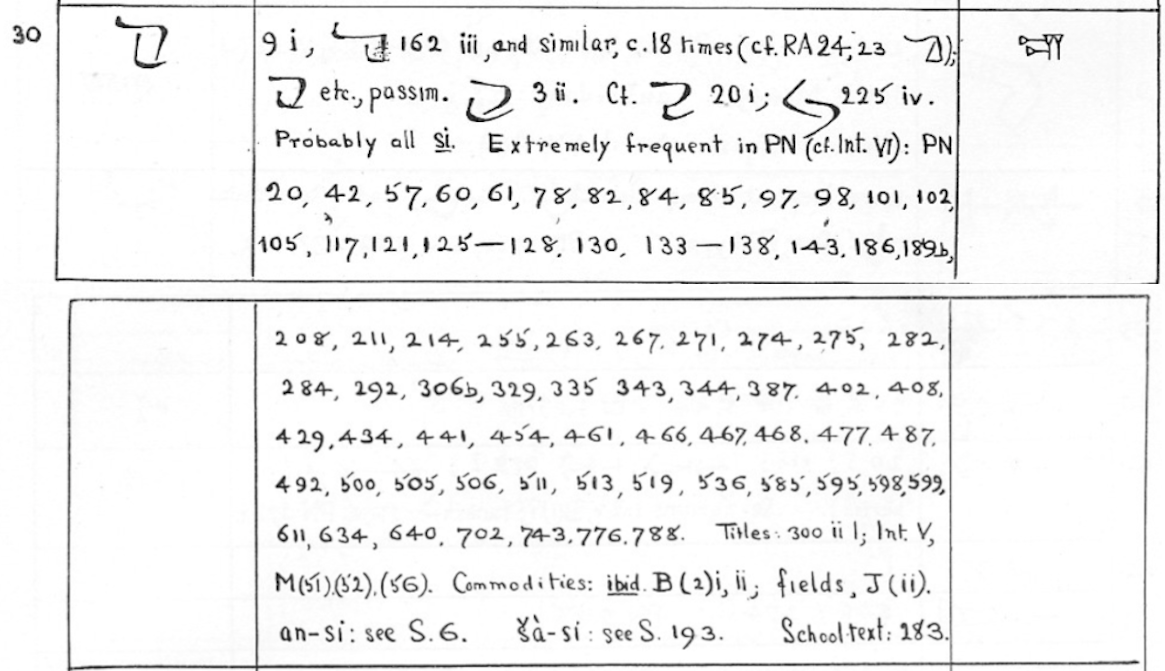 30 9 i, 162 iii, and similar, c.18 times (cf. RA 24, 23 );
etc., passim. 3 ii. Cf. 20 i; 225 iv.
Probably all si. Extremely frequent in PN (cf. Int. VI): PN
20, 42, 57, 60, 61, 78, 82, 84, 85, 97, 98, 101, 102,
105, 117, 121, 125—128, 130, 133—138, 143, 186, 189b,
208, 211, 214, 255, 263, 267, 271, 274, 275, 282,
284, 292, 306b, 329, 335 343, 344, 387. 402, 408,
429, 434, 441, 454, 461, 466, 467, 468, 477, 487,
492, 500, 505, 506, 511, 513, 519, 536, 585, 595, 598, 599,
611, 634, 640, 702, 743, 776, 788. Titles: 300 ii 1; Int. V,
M(51),(52),(56). Commodities: ibid. B(2)i, ii; fields, J(ii).
an-si: see S. 6. šà-si: see S. 193. School text: 283.